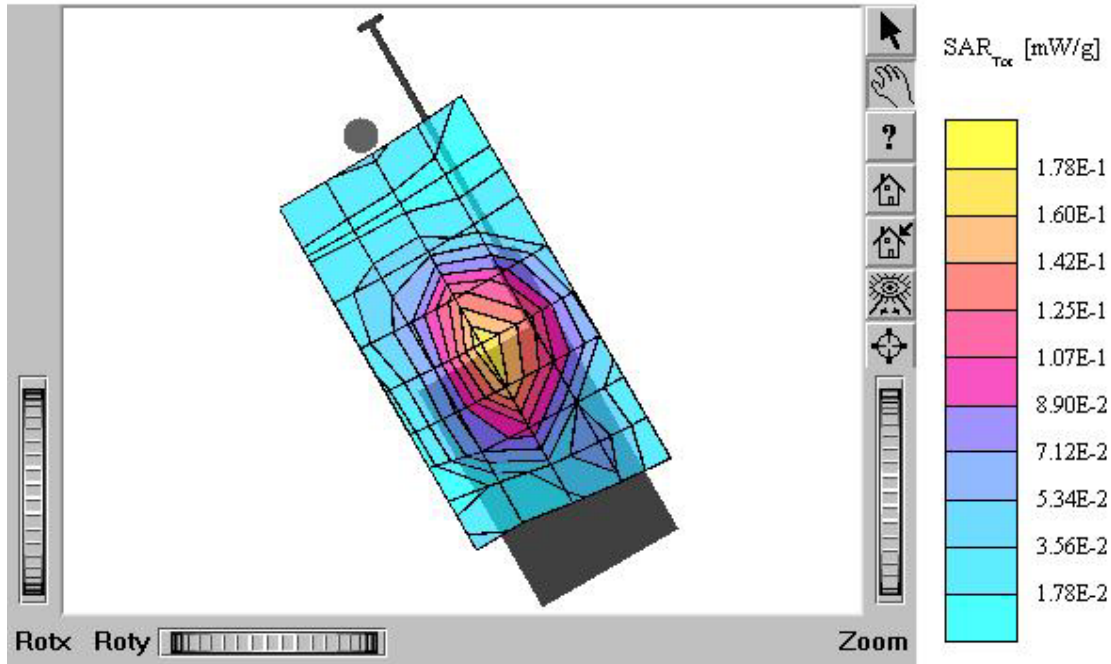 SAR_Tot [mW/g]
?
1.78E-1
1.60E-1
1.42E-1
1.25E-1
1.07E-1
8.90E-2
7.12E-2
5.34E-2
3.56E-2
1.78E-2
Rotx Roty Zoom